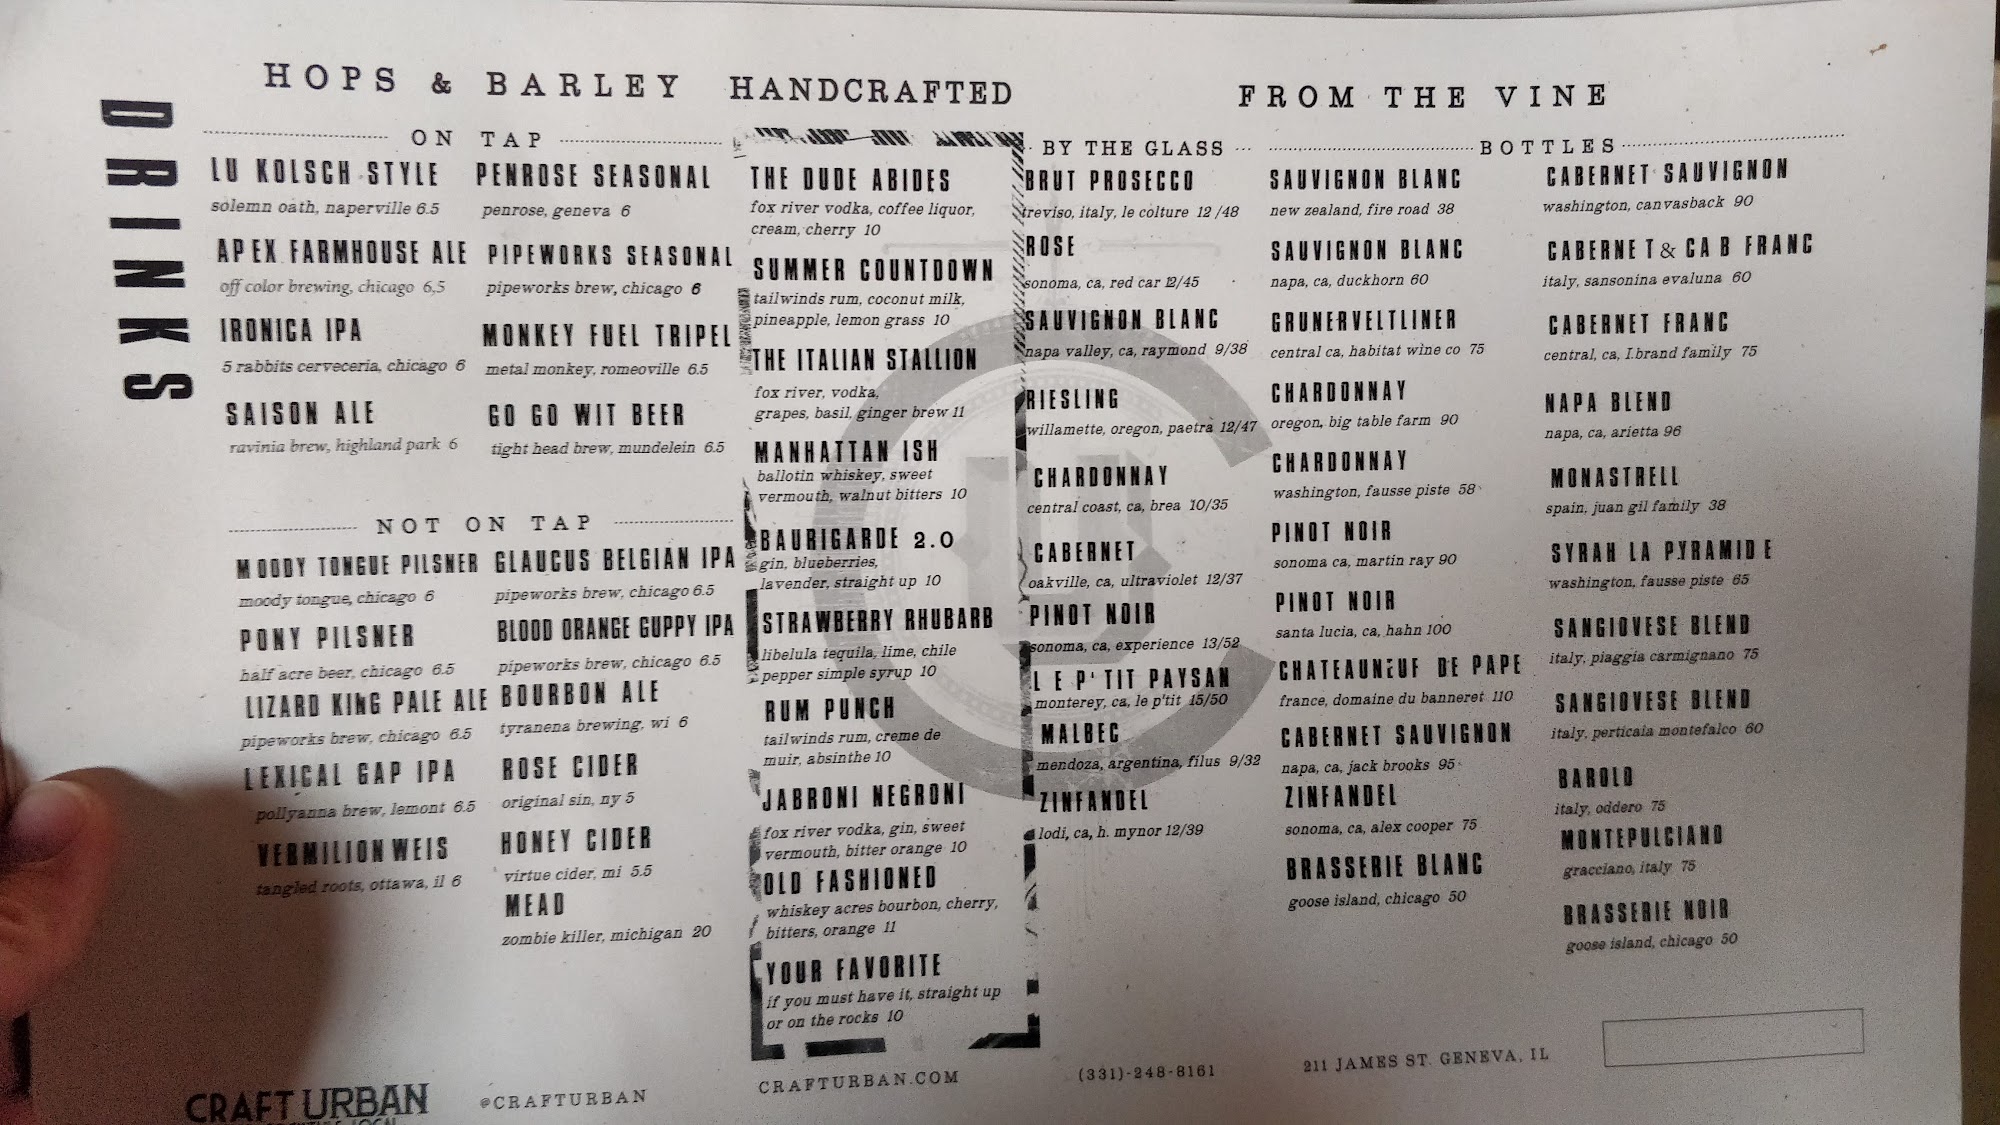 DRINKS
HOPS & BARLEY
ON TAP
LU KOLSCH STYLE
solemn oath, naperville 6.5
APEX FARMHOUSE ALE
off color brewing, chicago 6.5
IRONICA IPA
5 rabbits cerveceria, chicago 6
SAISON ALE
ravinia brew, highland park 6
PENROSE SEASONAL
penrose, geneva 6
PIPEWORKS SEASONAL
pipeworks brew, chicago 6
MONKEY FUEL TRIPEL
metal monkey, romeoville 6.5
GO GO WIT BEER
tight head brew, mundelein 6.5
NOT ON TAP
MOODY TONGUE PILSNER
moody tongue, chicago 6
PONY PILSNER
half acre beer, chicago 6.5
LIZARD KING PALE ALE
pipeworks brew, chicago 6.5
LEXICAL GAP IPA
pollyanna brew, lemont 6.5
VERMILION WEIS
tangled roots, ottawa, il 6
GLAUCUS BELGIAN IPA
pipeworks brew, chicago 6.5
BLOOD ORANGE GUPPY IPA
pipeworks brew, chicago 6.5
BOURBON ALE
tyranena brewing, wi 6
ROSE CIDER
original sin, ny 5
HONEY CIDER
virtue cider, mi 5.5
MEAD
zombie killer, michigan 20
HANDCRAFTED
THE DUDE ABIDES
fox river vodka, coffee liquor,
cream, cherry 10
SUMMER COUNTDOWN
tailwinds rum, coconut milk,
pineapple, lemon grass 10
THE ITALIAN STALLION
fox river, vodka,
grapes, basil, ginger brew 11
MANHATTAN ISH
ballotin whiskey, sweet
vermouth, walnut bitters 10
BAURIGARDE 2.0
gin, blueberries,
lavender, straight up 10
STRAWBERRY RHUBARB
libelula tequila, lime, chile
pepper simple syrup 10
RUM PUNCH
tailwinds rum, creme de
muir, absinthe 10
JABRONI NEGRONI
fox river vodka, gin, sweet
vermouth, bitter orange 10
OLD FASHIONED
whiskey acres bourbon, cherry,
bitters, orange 11
YOUR FAVORITE
if you must have it, straight up
or on the rocks 10
FROM THE VINE
BY THE GLASS
BRUT PROSECCO
treviso, italy, le colture 12 /48
ROSE
sonoma, ca, red car 12/45
SAUVIGNON BLANC
napa valley, ca, raymond 9/38
RIESLING
willamette, oregon, paetra 12/47
CHARDONNAY
central coast, ca, brea 10/35
CABERNET
oakville, ca, ultraviolet 12/37
PINOT NOIR
sonoma, ca, experience 13/52
LE P'TIT PAYSAN
monterey, ca, le p'tit 15/50
MALBEC
mendoza, argentina, filus 9/32
ZINFANDEL
lodi, ca, h. mynor 12/39
BOTTLES
SAUVIGNON BLANC
new zealand, fire road 38
SAUVIGNON BLANC
napa, ca, duckhorn 60
GRUNERVELTLINER
central ca, habitat wine co 75
CHARDONNAY
oregon, big table farm 90
CHARDONNAY
washington, fausse piste 58
PINOT NOIR
sonoma ca, martin ray 90
PINOT NOIR
santa lucia, ca, hahn 100
CHATEAUNEUF DE PAPE
france, domaine du banneret 110
CABERNET SAUVIGNON
napa, ca, jack brooks 95
ZINFANDEL
sonoma, ca, alex cooper 75
BRASSERIE BLANC
goose island, chicago 50
CABERNET SAUVIGNON
washington, canvasback 90
CABERNET & CAB FRANC
italy, sansonina evaluna 60
CABERNET FRANC
central, ca, I.brand family 75
NAPA BLEND
napa, ca, arietta 96
MONASTRELL
spain, juan gil family 38
SYRAH LA PYRAMIDE
washington, fausse piste 65
SANGIOVESE BLEND
italy, piaggia carmignano 75
SANGIOVESE BLEND
italy, perticaia montefalco 60
BAROLO
italy, oddero 75
MONTEPULCIANO
gracciano, italy 75
BRASSERIE NOIR
goose island, chicago 50
CRAFT URBAN
@CRAFTURBAN
CRAFTURBAN.COM
(331)-248-8161
211 JAMES ST. GENEVA, IL